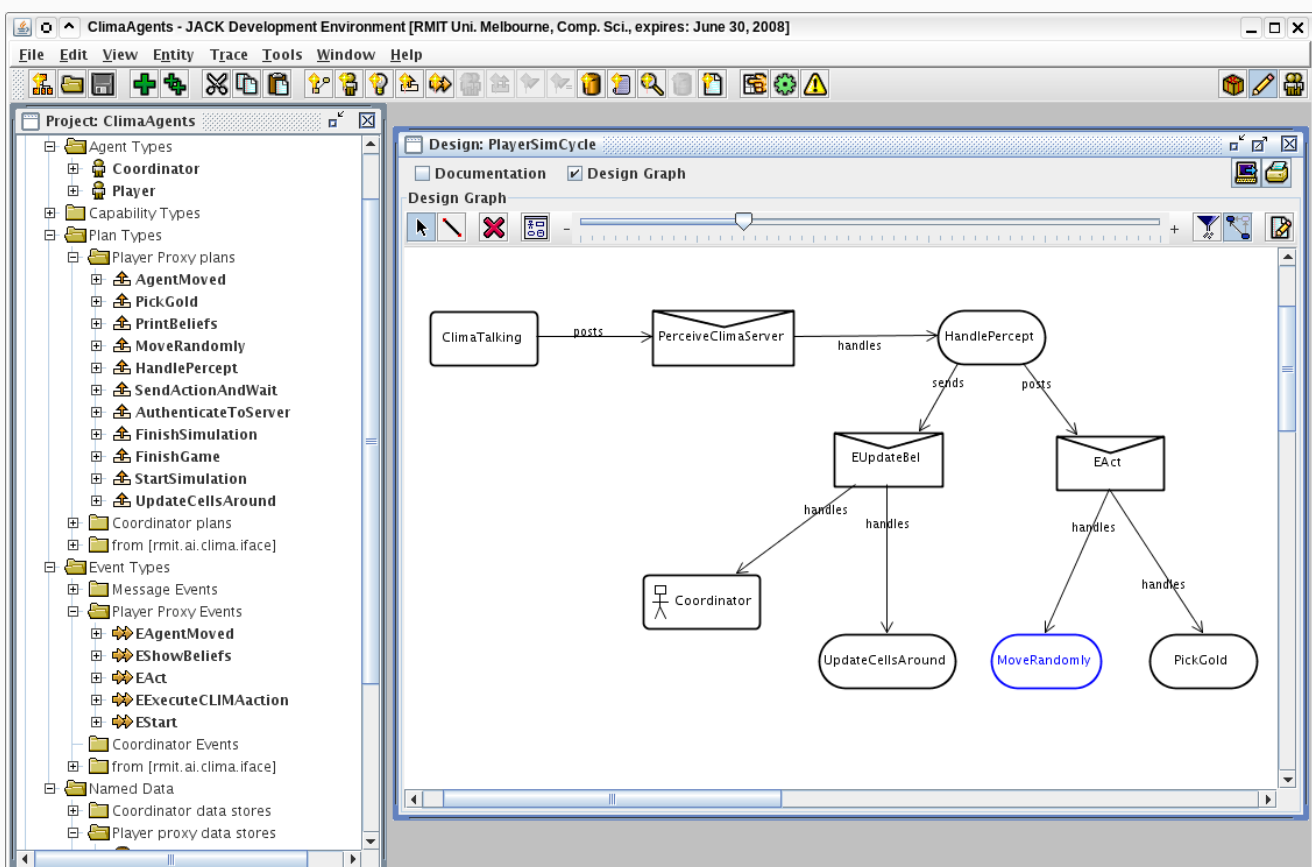 ClimaAgents - JACK Development Environment [RMIT Uni. Melbourne, Comp. Sci., expires: June 30, 2008]
File Edit View Entity Trace Tools Window Help
Project: ClimaAgents
Agent Types
Coordinator
Player
Capability Types
Plan Types
Player Proxy plans
AgentMoved
PickGold
PrintBeliefs
MoveRandomly
HandlePercept
SendActionAndWait
AuthenticateToServer
FinishSimulation
FinishGame
StartSimulation
UpdateCellsAround
Coordinator plans
from [rmit.ai.clima.iface]
Event Types
Message Events
Player Proxy Events
EAgentMoved
EShowBeliefs
EAct
EExecuteCLIMAaction
EStart
Coordinator Events
from [rmit.ai.clima.iface]
Named Data
Coordinator data stores
Player proxy data stores
Design: PlayerSimCycle
Documentation Design Graph
Design Graph
- +
ClimaTalking posts PerceiveClimaServer handles HandlePercept
sends posts
EUpdateBel EAct
handles handles handles handles
Coordinator
UpdateCellsAround MoveRandomly PickGold